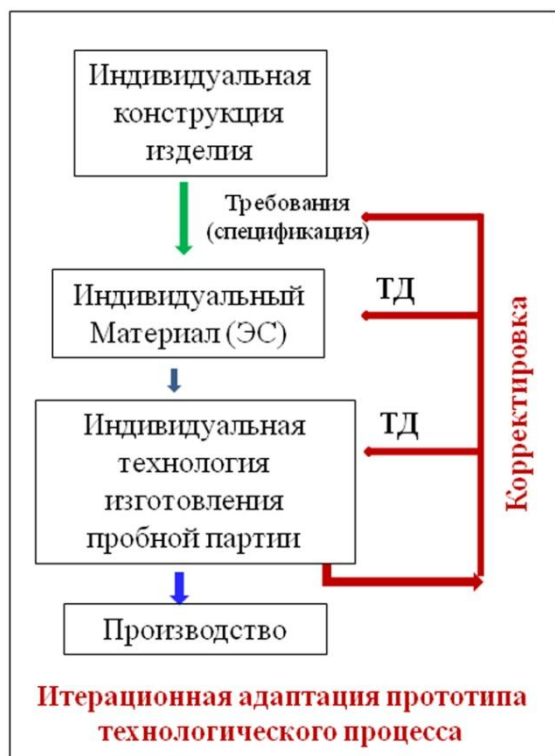 Индивидуальная
конструкция
изделия
Требования
(спецификация)
Индивидуальный
Материал (ЭС)
ТД
Индивидуальная
технология
изготовления
пробной партии
ТД
Корректировка
Производство
Итерационная адаптация прототипа
технологического процесса